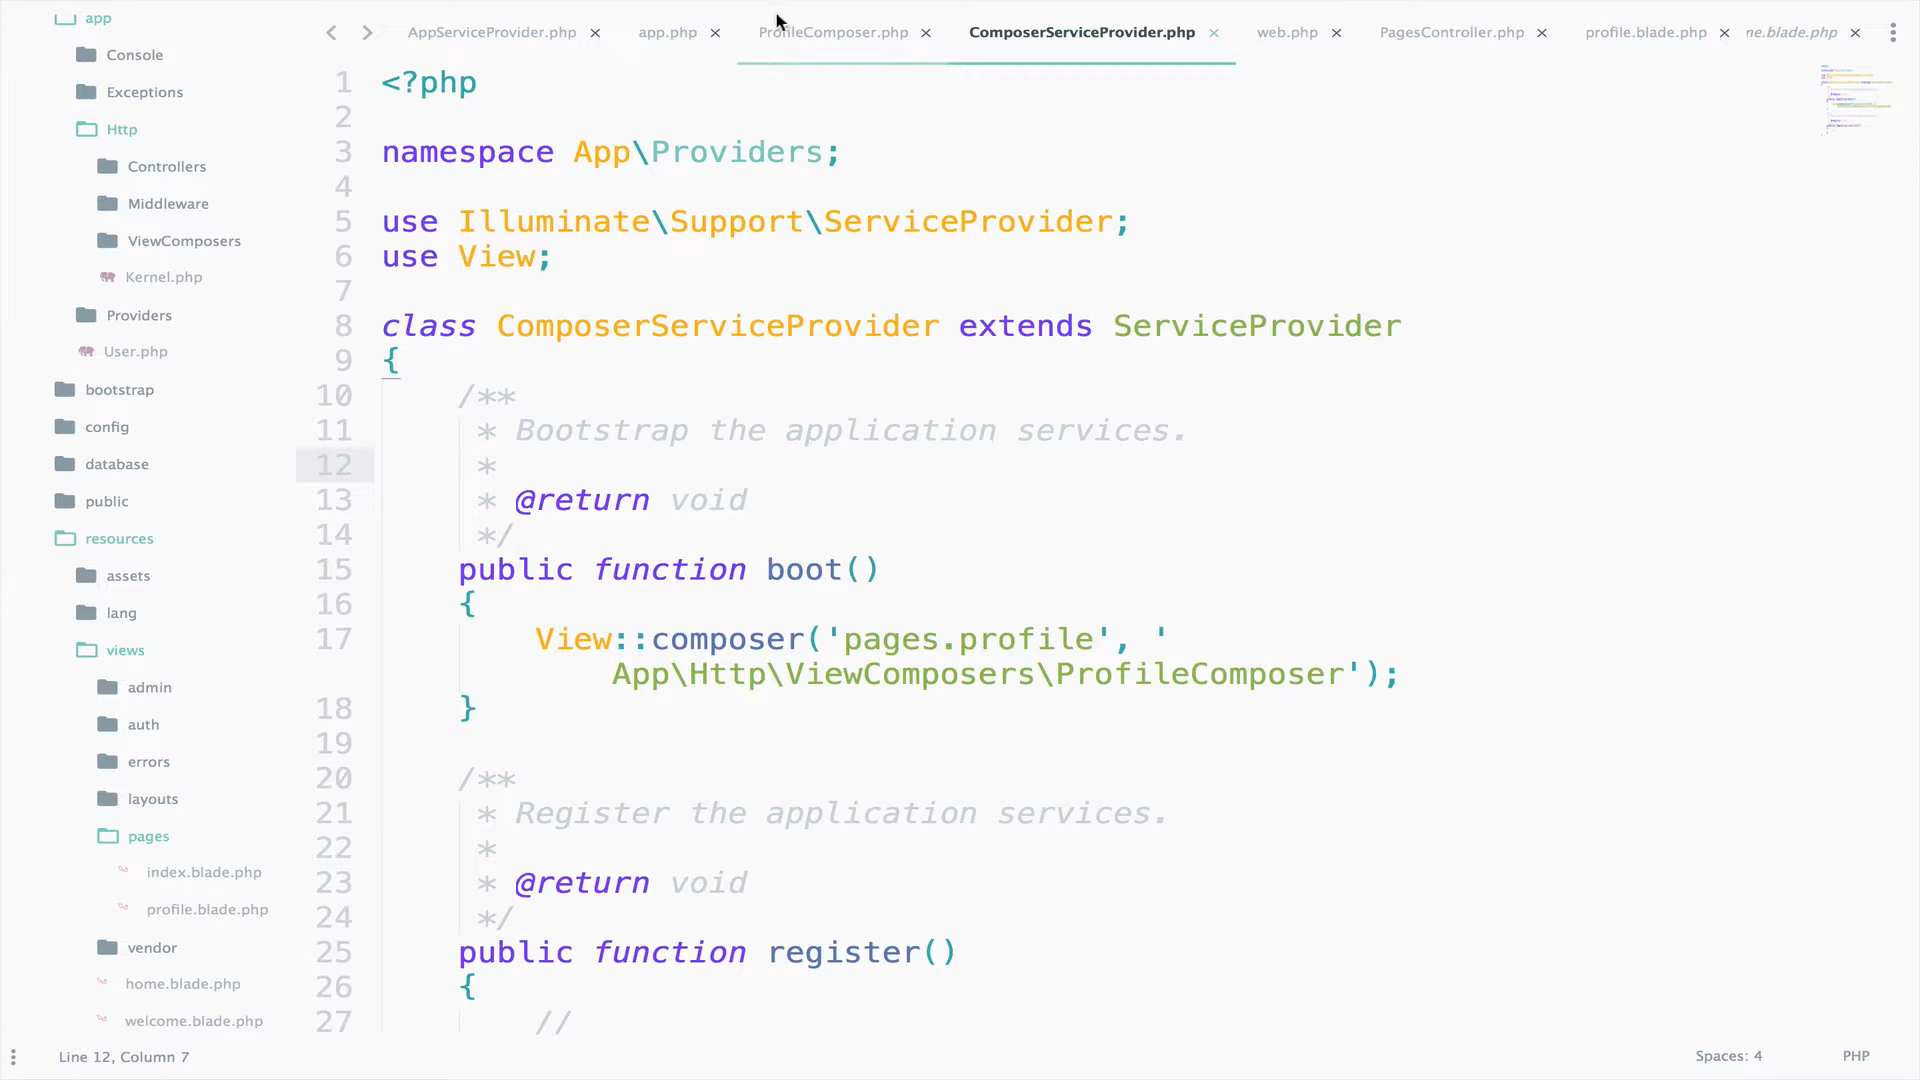 app
Console
Exceptions
Http
Controllers
Middleware
ViewComposers
Kernel.php
Providers
User.php
bootstrap
config
database
public
resources
assets
lang
views
admin
auth
errors
layouts
pages
index.blade.php
profile.blade.php
vendor
home.blade.php
welcome.blade.php
AppServiceProvider.php app.php ProfileComposer.php ComposerServiceProvider.php web.php PagesController.php profile.blade.php ne.blade.php
1 <?php
2
3 namespace App\Providers;
4
5 use Illuminate\Support\ServiceProvider;
6 use View;
7
8 class ComposerServiceProvider extends ServiceProvider
9 {
10 /**
11 * Bootstrap the application services.
12 *
13 * @return void
14 */
15 public function boot()
16 {
17 View::composer('pages.profile', '
App\Http\ViewComposers\ProfileComposer');
18 }
19
20 /**
21 * Register the application services.
22 *
23 * @return void
24 */
25 public function register()
26 {
27 //
Line 12, Column 7 Spaces: 4 PHP